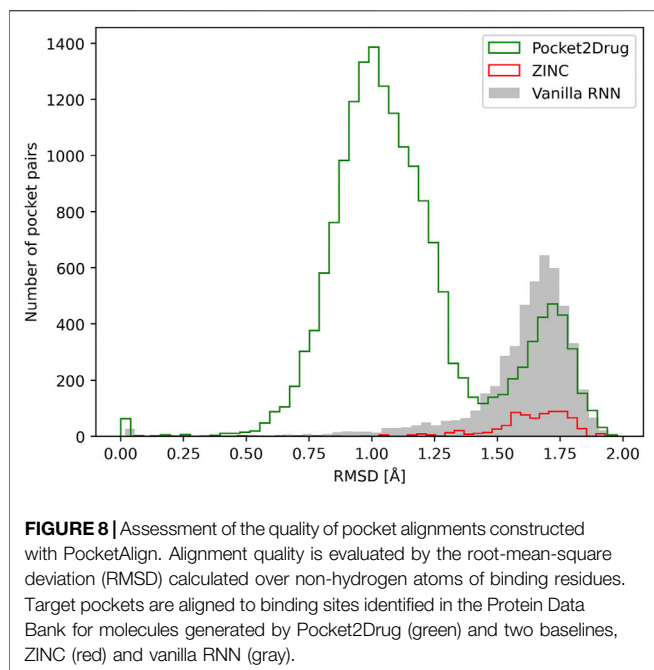 1400
1200
1000
800
600
400
200
0
Number of pocket pairs
Pocket2Drug
ZINC
Vanilla RNN
0.00 0.25 0.50 0.75 1.00 1.25 1.50 1.75 2.00
RMSD [Å]
FIGURE 8 | Assessment of the quality of pocket alignments constructed
with PocketAlign. Alignment quality is evaluated by the root-mean-square
deviation (RMSD) calculated over non-hydrogen atoms of binding residues.
Target pockets are aligned to binding sites identified in the Protein Data
Bank for molecules generated by Pocket2Drug (green) and two baselines,
ZINC (red) and vanilla RNN (gray).